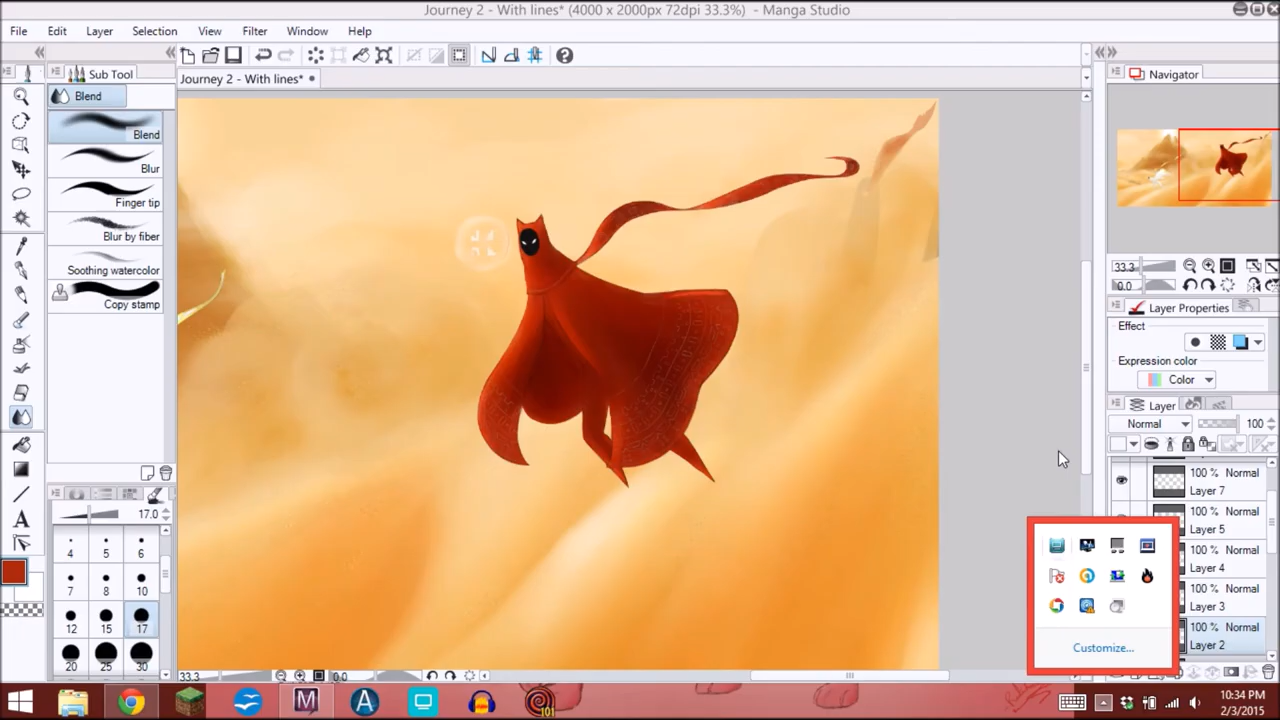 Journey 2 - With lines* (4000 x 2000px 72dpi 33.3%) - Manga Studio
File Edit Layer Selection View Filter Window Help
Sub Tool
Journey 2 - With lines*
Navigator
Blend
Blend
Blur
Finger tip
Blur by fiber
Soothing watercolor
Copy stamp
33.3
0.0
Layer Properties
Effect
Expression color
Color
Layer
Normal 100
100 % Normal
Layer 7
100 % Normal
Layer 5
100 % Normal
Layer 4
100 % Normal
Layer 3
100 % Normal
Layer 2
17.0
4 5 6
7 8 10
12 15 17
20 25 30
A
Customize...
33.3 0.0
M A 101
10:34 PM
2/3/2015